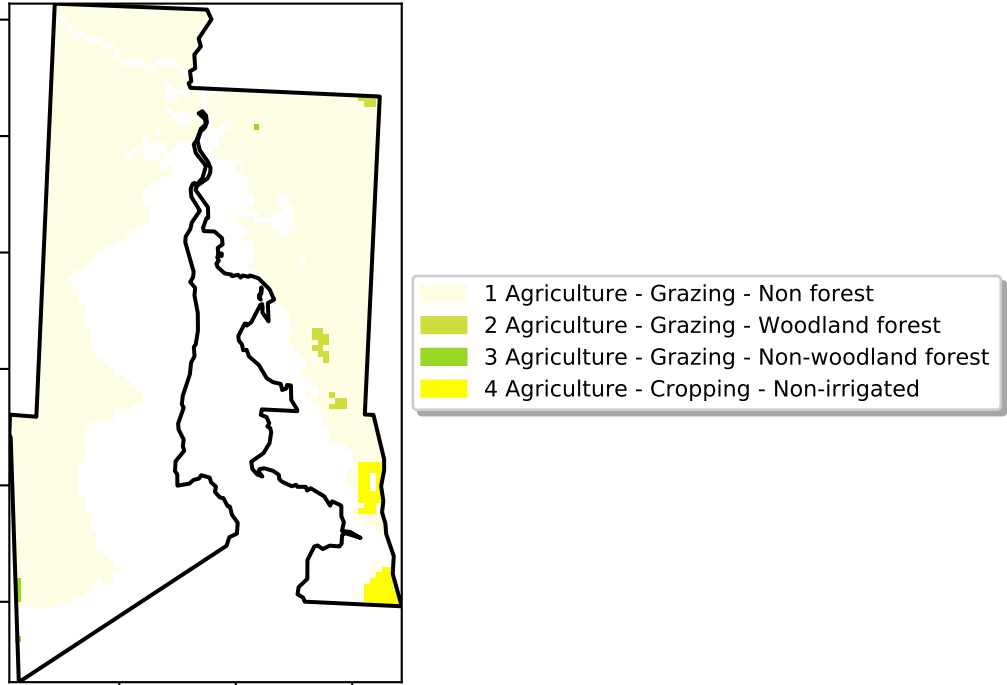 1 Agriculture - Grazing - Non forest
2 Agriculture - Grazing - Woodland forest
3 Agriculture - Grazing - Non-woodland forest
4 Agriculture - Cropping - Non-irrigated